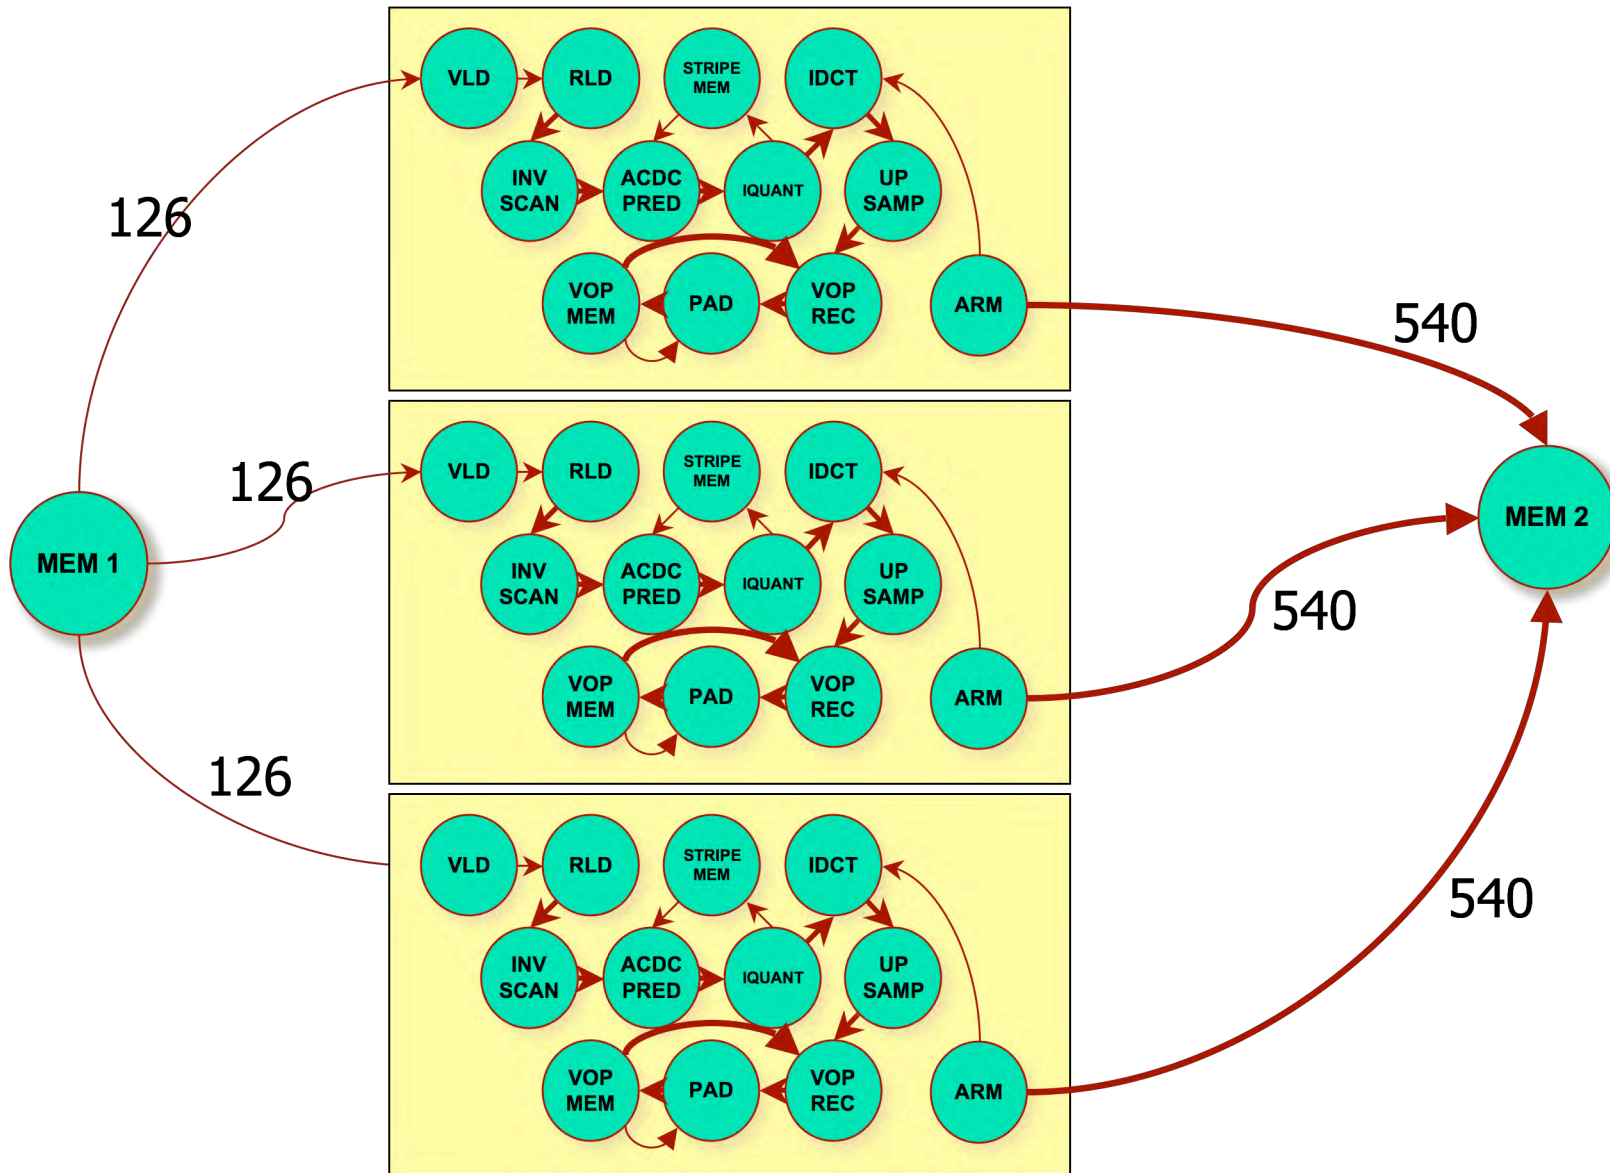 VLD
RLD
STRIPE
MEM
IDCT
INV
SCAN
ACDC
PRED
IQUANT
UP
SAMP
VOP
MEM
PAD
VOP
REC
ARM
126
540
VLD
RLD
STRIPE
MEM
IDCT
INV
SCAN
ACDC
PRED
IQUANT
UP
SAMP
VOP
MEM
PAD
VOP
REC
ARM
126
540
MEM 1
MEM 2
VLD
RLD
STRIPE
MEM
IDCT
INV
SCAN
ACDC
PRED
IQUANT
UP
SAMP
VOP
MEM
PAD
VOP
REC
ARM
126
540